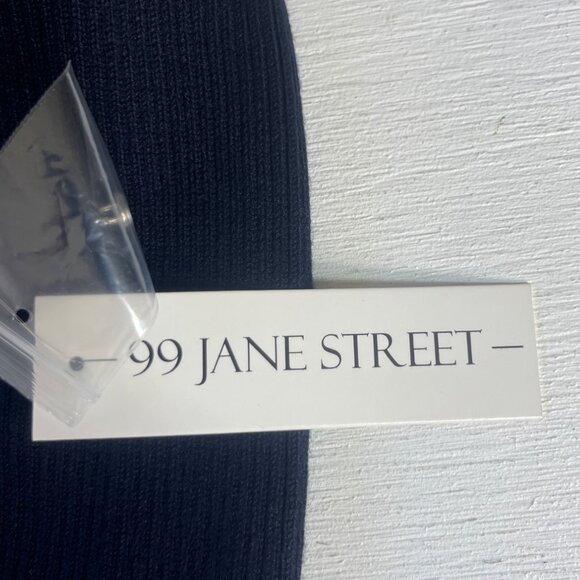 — 99 JANE STREET —